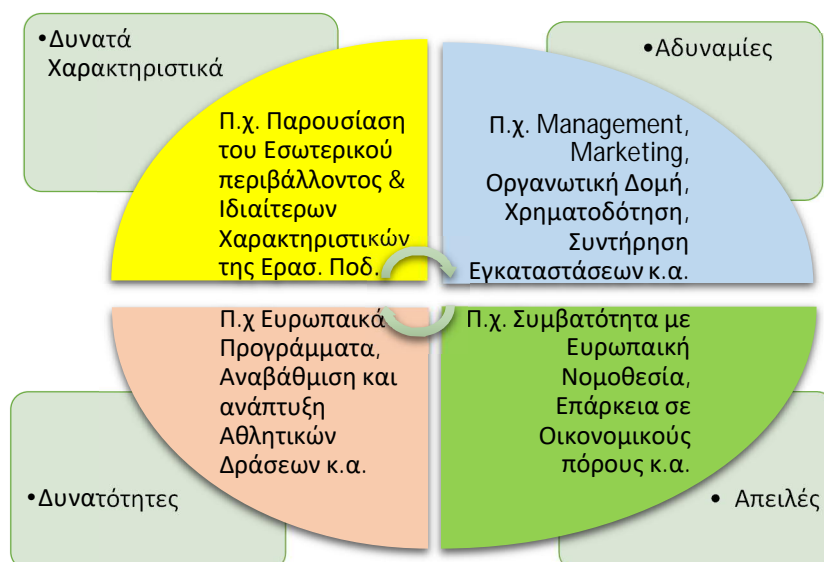 •Δυνατά
Χαρακτηριστικά
•Αδυναμίες
Π.χ. Παρουσίαση
του Εσωτερικού
περιβάλλοντος &
Ιδιαίτερων
Χαρακτηριστικών
της Ερασ. Ποδ.
Π.χ. Management,
Marketing,
Οργανωτική Δομή,
Χρηματοδότηση,
Συντήρηση
Εγκαταστάσεων κ.α.
Π.χ Ευρωπαικά
Προγράμματα,
Αναβάθμιση και
ανάπτυξη
Αθλητικών
Δράσεων κ.α.
Π.χ. Συμβατότητα με
Ευρωπαική
Νομοθεσία,
Επάρκεια σε
Οικονομικούς
πόρους κ.α.
•Δυνατότητες
• Απειλές